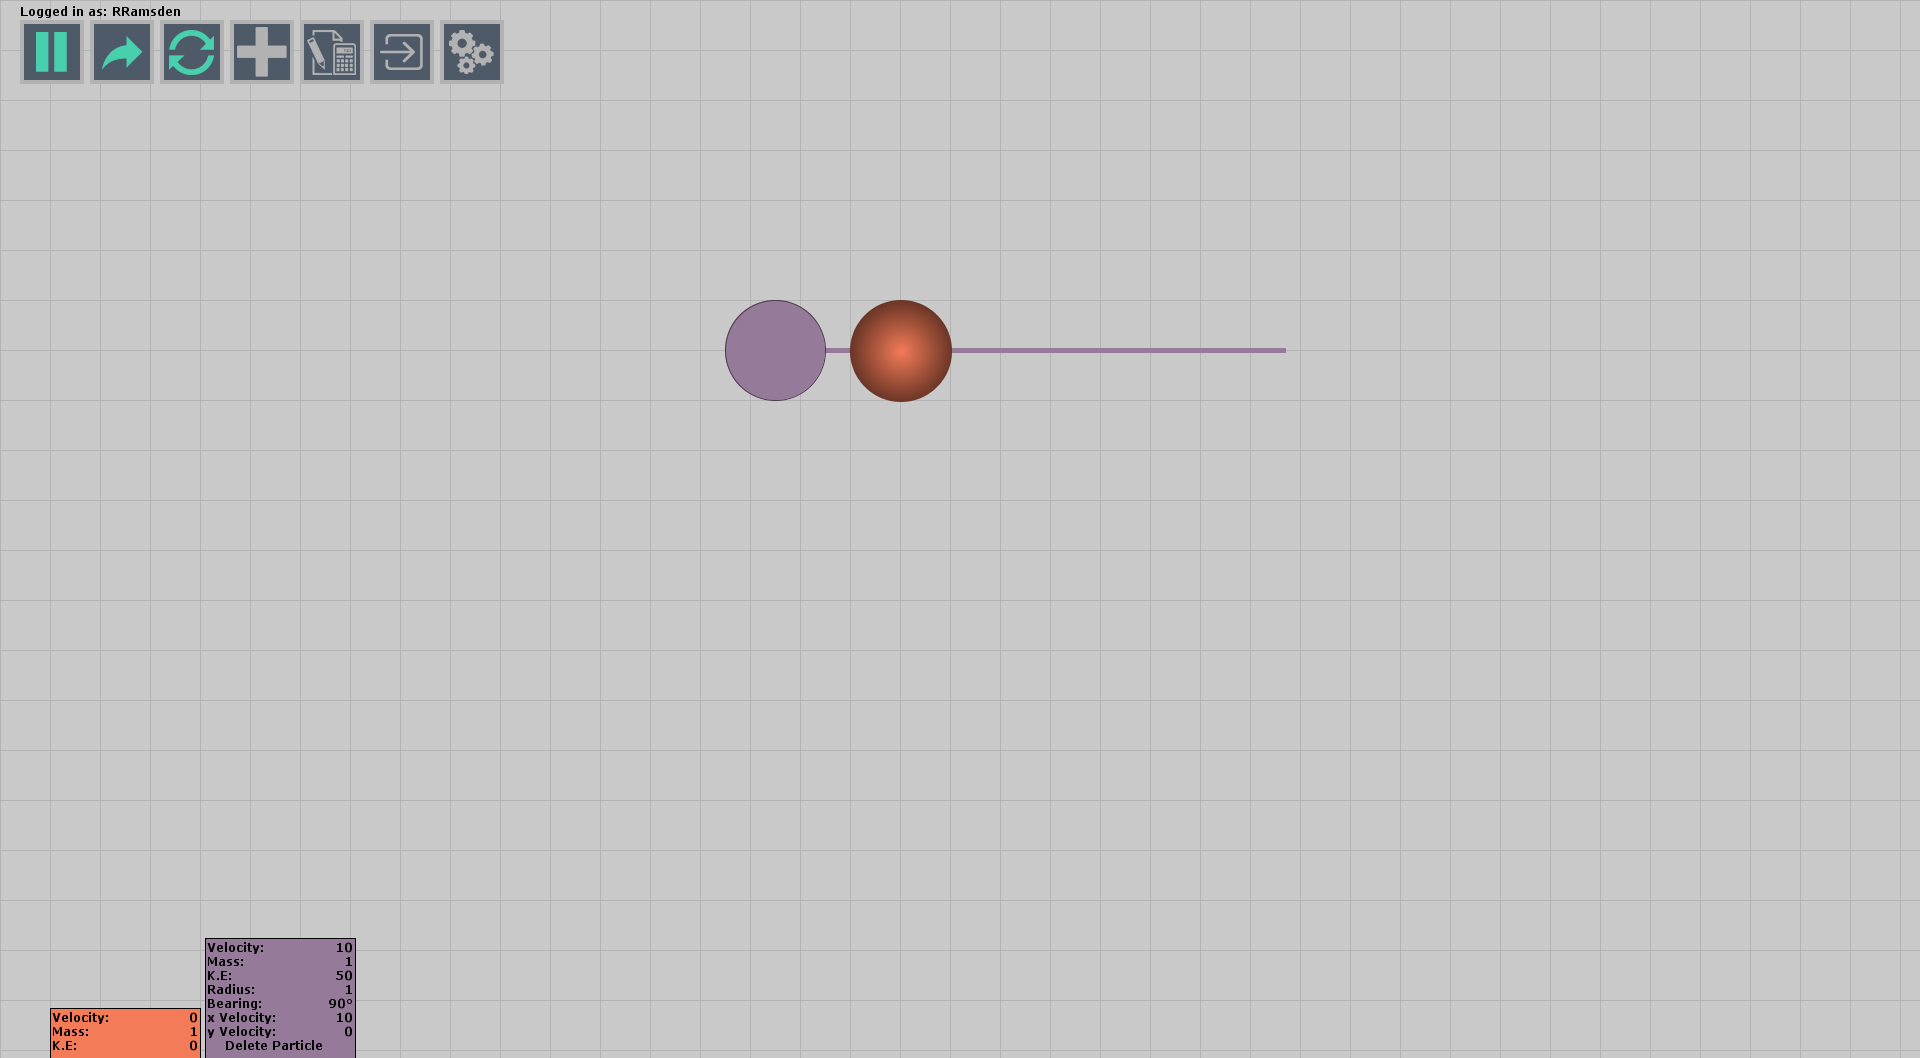 Logged in as: RRamsden
Velocity: 10
Mass: 1
K.E: 50
Radius: 1
Bearing: 90°
x Velocity: 10
y Velocity: 0
Delete Particle
Velocity: 0
Mass: 1
K.E: 0